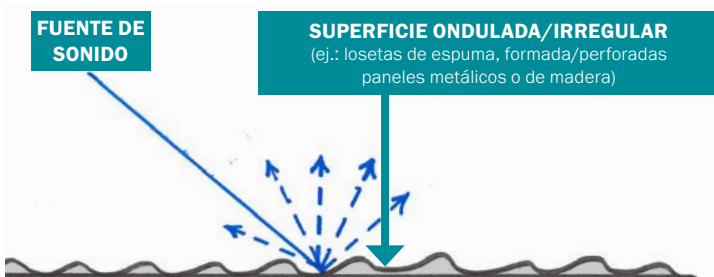 FUENTE DE
SONIDO
SUPERFICIE ONDULADA/IRREGULAR
(ej.: losetas de espuma, formada/perforadas
paneles metálicos o de madera)